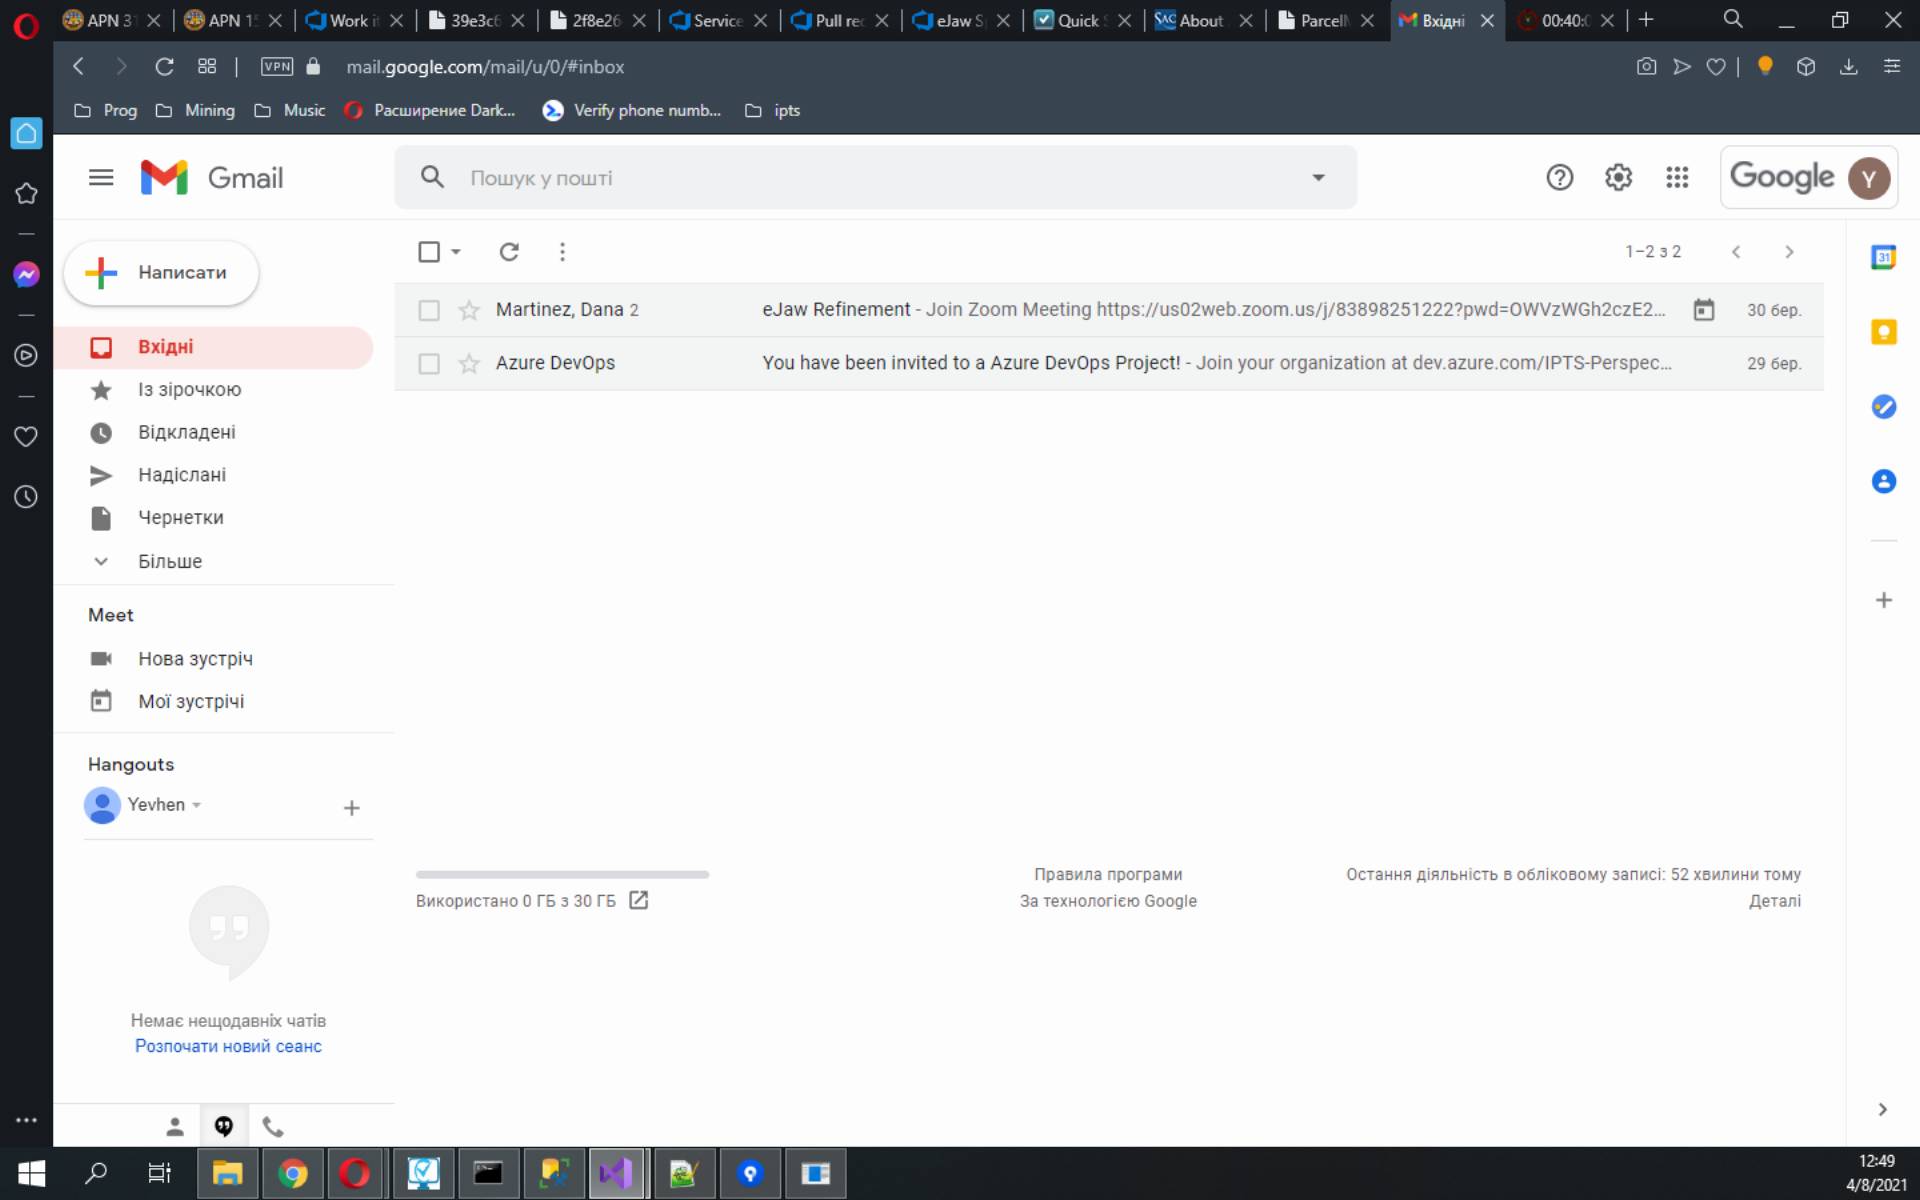 APN 31
APN 1
Work it
39e3c6
2f8e26
Service
Pull rec
eJaw S
Quick
About
Parcel
Вхідні
00:40:0
VPN
mail.google.com/mail/u/0/#inbox
Prog
Mining
Music
Расширение Dark...
Verify phone numb...
ipts
Gmail
Пошук у пошті
Google
Y
Написати
1–2 з 2
Вхідні
Із зірочкою
Відкладені
Надіслані
Чернетки
Більше
Martinez, Dana 2 eJaw Refinement - Join Zoom Meeting https://us02web.zoom.us/j/83898251222?pwd=OWVzWGh2czE2... 30 бер.
Azure DevOps You have been invited to a Azure DevOps Project! - Join your organization at dev.azure.com/IPTS-Perspec... 29 бер.
31
Meet
Нова зустріч
Мої зустрічі
Hangouts
Yevhen
Немає нещодавніх чатів
Розпочати новий сеанс
Використано 0 ГБ з 30 ГБ
Правила програми
За технологією Google
Остання діяльність в обліковому записі: 52 хвилини тому
Деталі
12:49
4/8/2021